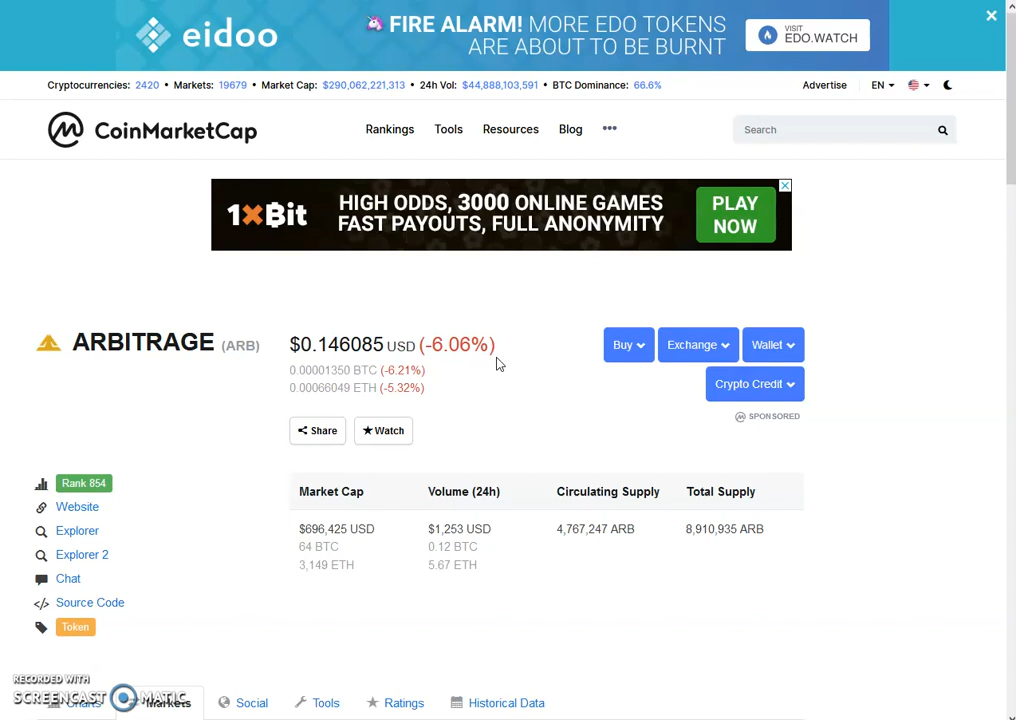 eidoo
FIRE ALARM! MORE EDO TOKENS
ARE ABOUT TO BE BURNT
VISIT
EDO.WATCH
Cryptocurrencies: 2420 • Markets: 19679 • Market Cap: $290,062,221,313 • 24h Vol: $44,888,103,591 • BTC Dominance: 66.6%
Advertise
EN
CoinMarketCap
Rankings
Tools
Resources
Blog
Search
1XBit
HIGH ODDS, 3000 ONLINE GAMES
FAST PAYOUTS, FULL ANONYMITY
PLAY
NOW
ARBITRAGE (ARB)
$0.146085 USD (-6.06%)
0.00001350 BTC (-6.21%)
0.00066049 ETH (-5.32%)
Buy
Exchange
Wallet
Crypto Credit
SPONSORED
Share
Watch
Rank 854
Website
Explorer
Explorer 2
Chat
Source Code
Token
Market Cap
Volume (24h)
Circulating Supply
Total Supply
$696,425 USD
$1,253 USD
4,767,247 ARB
8,910,935 ARB
64 BTC
0.12 BTC
3,149 ETH
5.67 ETH
RECORDED WITH
SCREENCAST MATIC
Charts
Markets
Social
Tools
Ratings
Historical Data